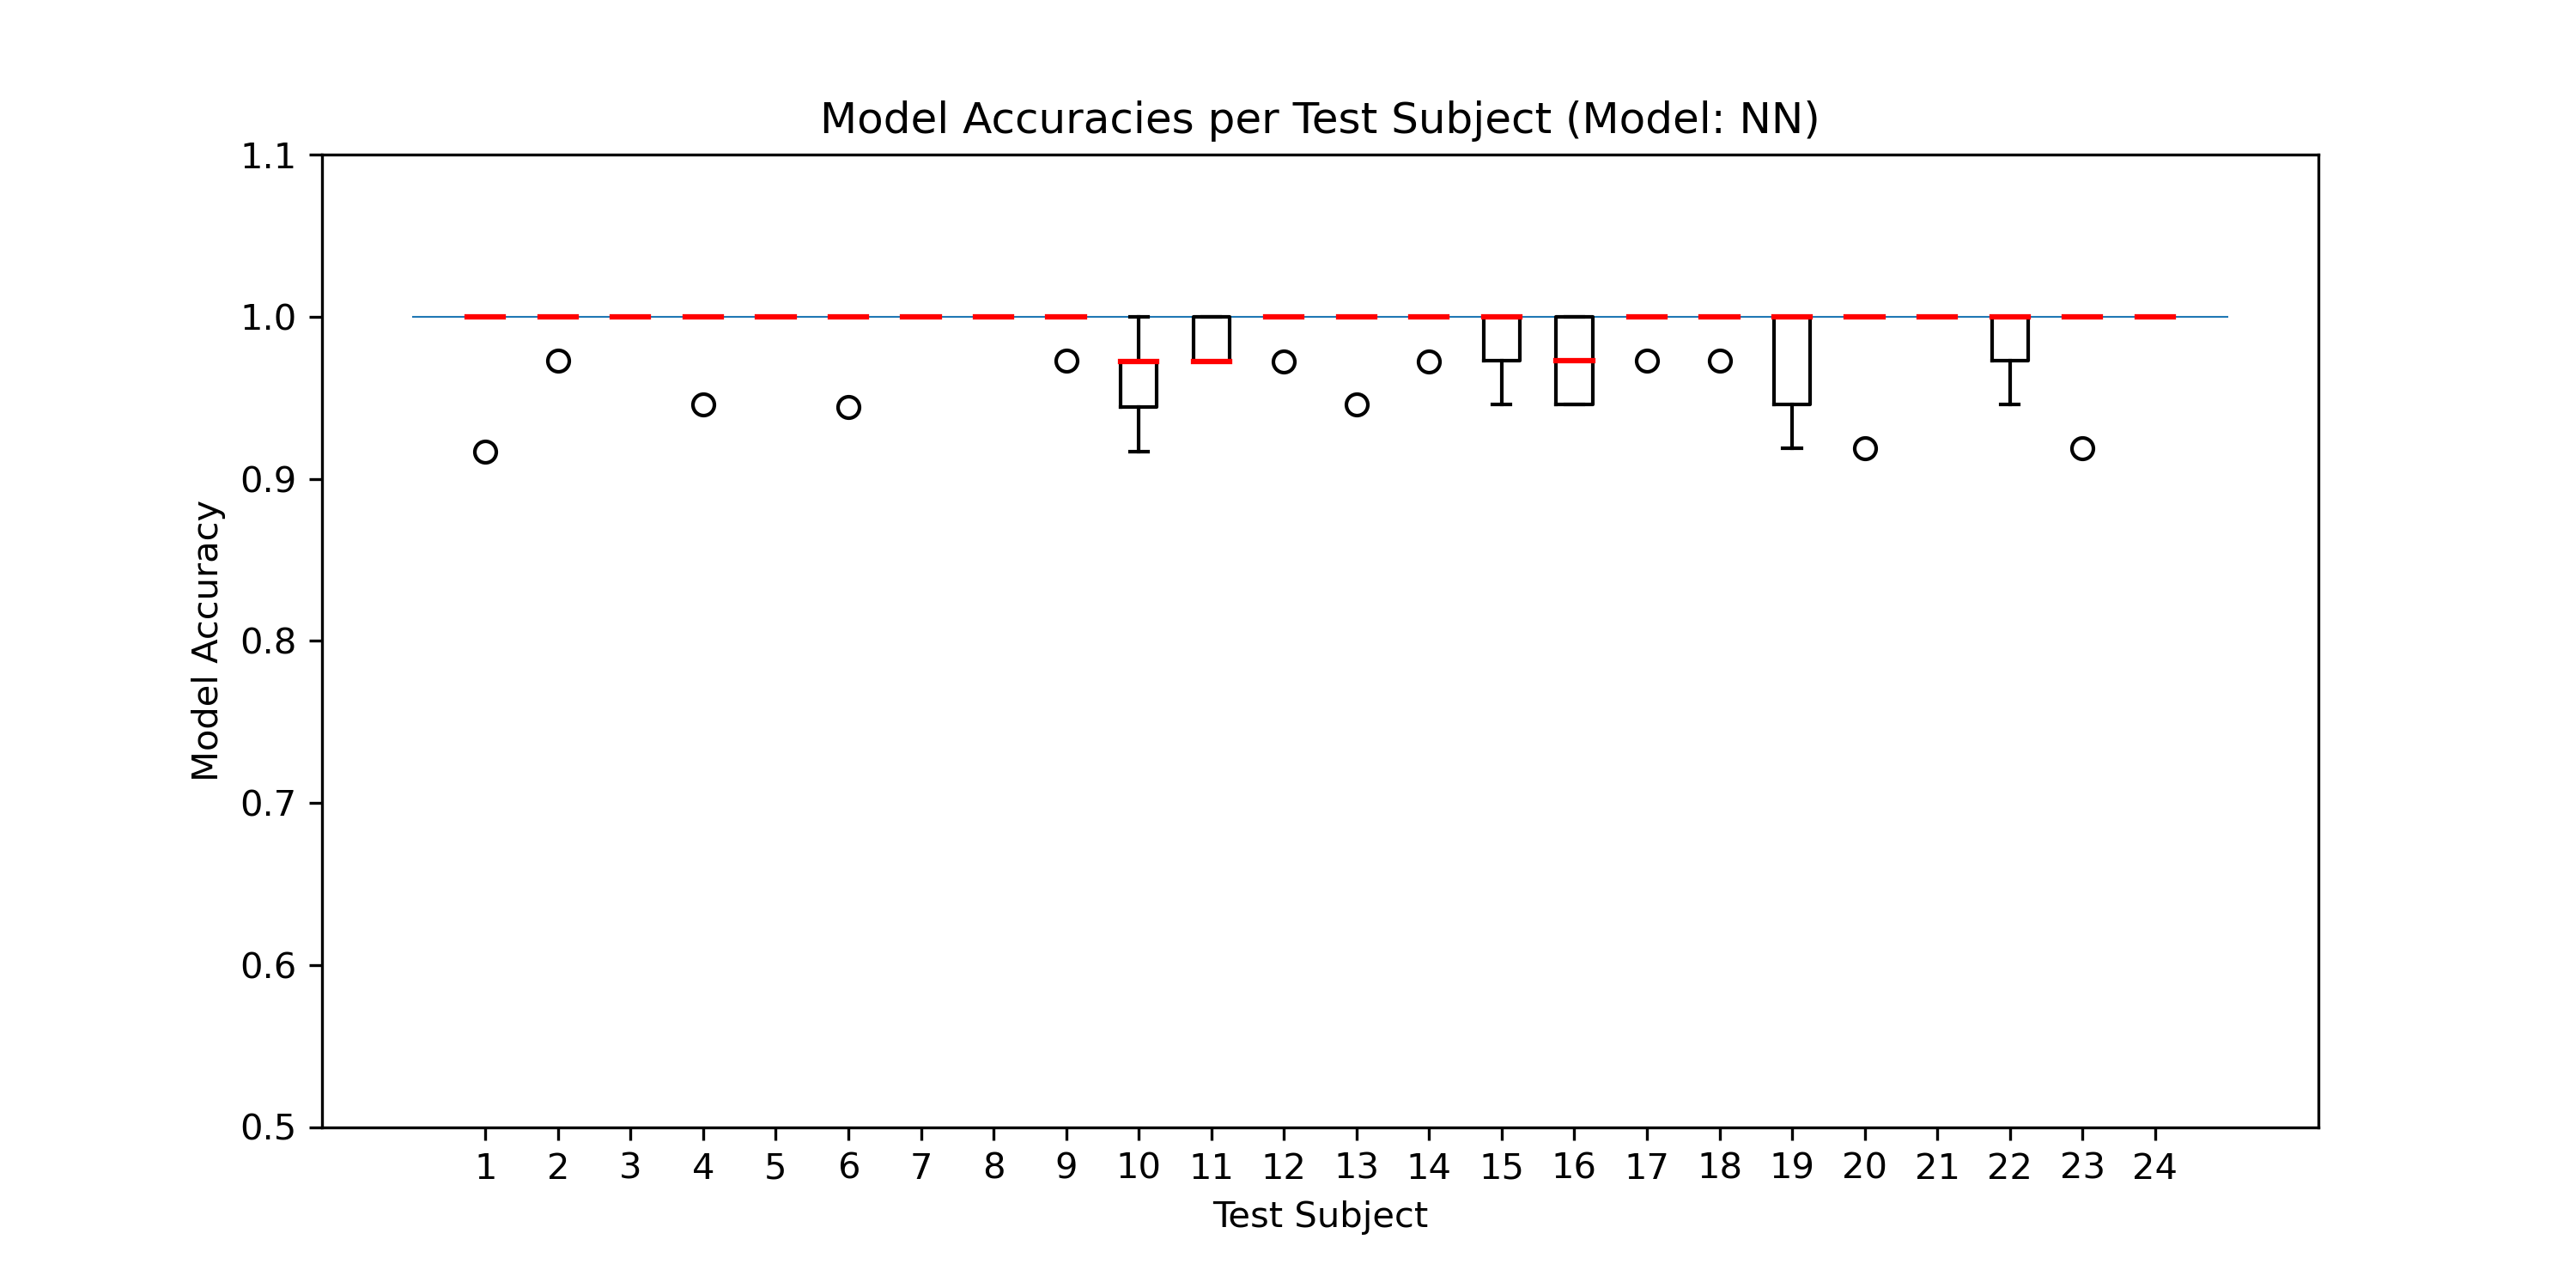 Model Accuracies per Test Subject (Model: NN)
1.1
1.0
0.9
0.8
0.7
0.6
0.5
Model Accuracy
1 2 3 4 5 6 7 8 9 10 11 12 13 14 15 16 17 18 19 20 21 22 23 24
Test Subject